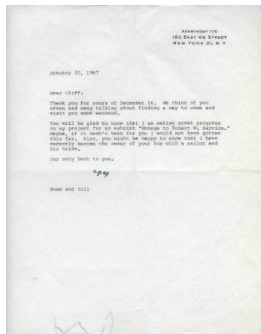 APARTMENT 17E
180 EAST 69 STREET
NEW YORK 21, N. Y.
January 20, 1967
Dear Cliff:
Thank you for yours of December 26. We think of you
often and keep talking about finding a way to come and
visit you some weekend.
You will be glad to know that I am making great progress
on my project for an exhibit "Homage to Robert W. Service."
Maybe, if it hadn't been for you I would not have gotten
this far. Also, you might be happy to know that I have
recently become the owner of your box with a sailor and
his bride.
Our very best to you.
Rome and Bill